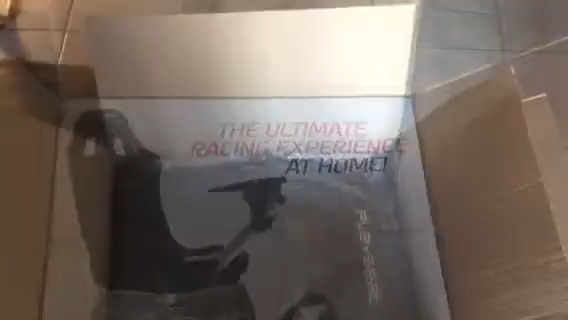 THE ULTIMATE
RACING EXPERIENCE
AT HOME!